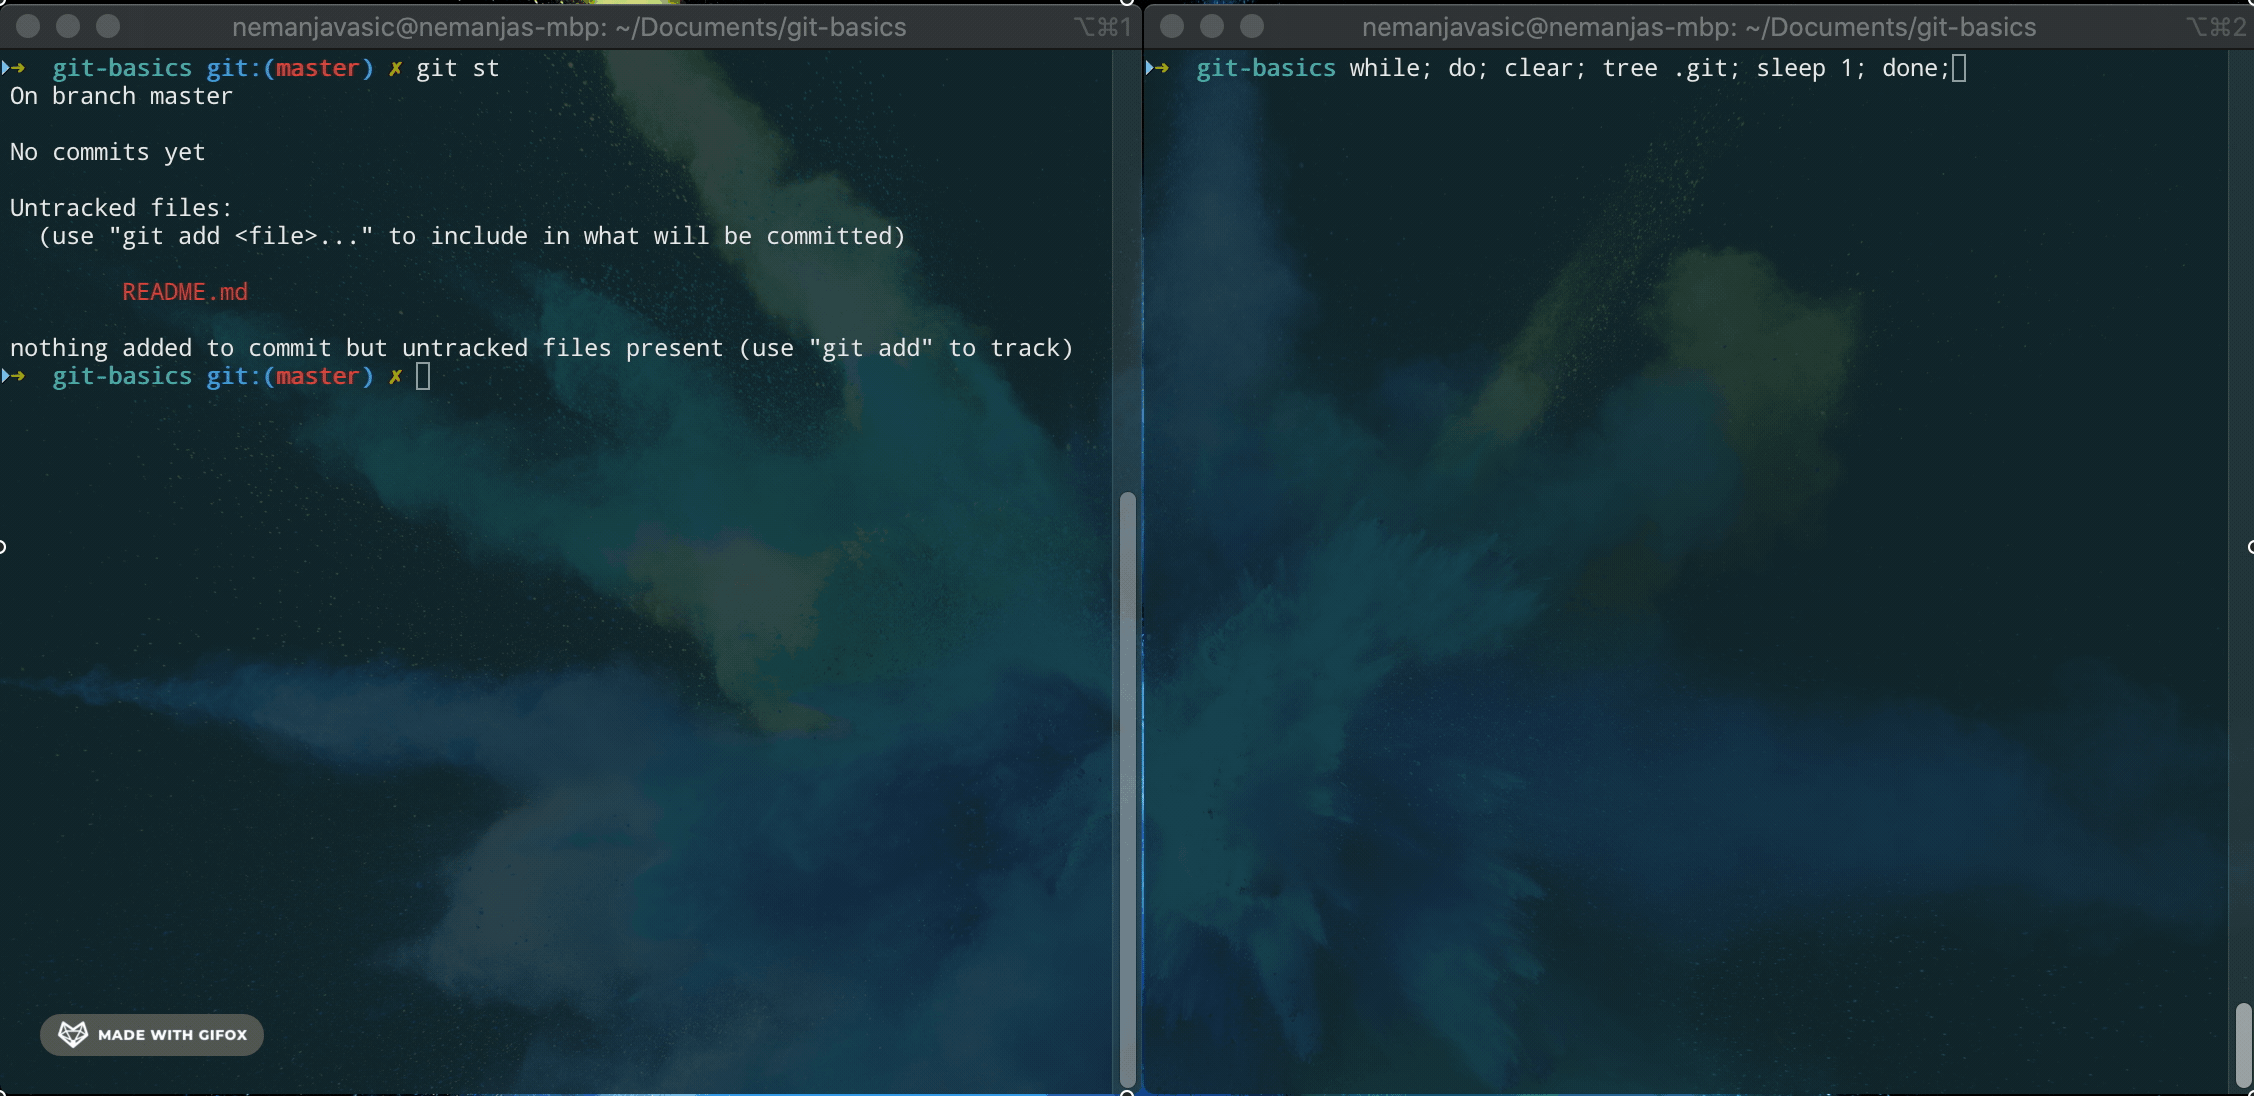 nemanjavasic@nemanjas-mbp: ~/Documents/git-basics ⌥⌘1
➜ git-basics git:(master) ✗ git st
On branch master
No commits yet
Untracked files:
(use "git add <file>..." to include in what will be committed)
README.md
nothing added to commit but untracked files present (use "git add" to track)
➜ git-basics git:(master) ✗
MADE WITH GIFOX
nemanjavasic@nemanjas-mbp: ~/Documents/git-basics ⌥⌘2
➜ git-basics while; do; clear; tree .git; sleep 1; done;